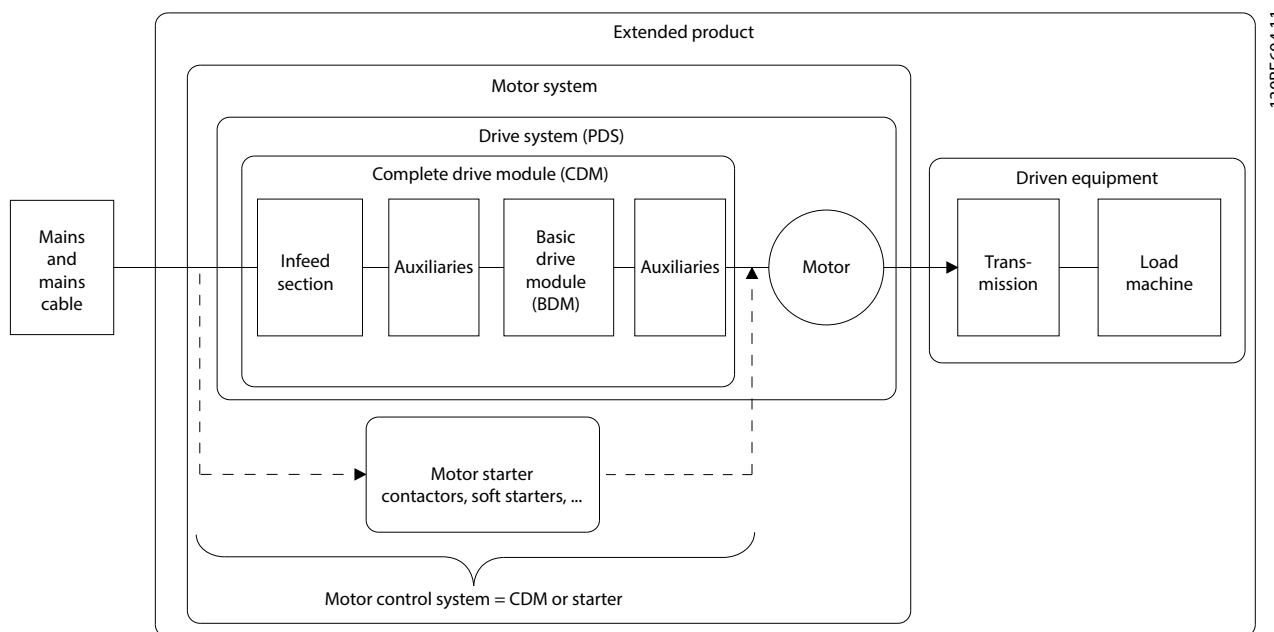 Extended product
Motor system
Drive system (PDS)
Complete drive module (CDM)
Driven equipment
Mains
and
mains
cable
Infeed
section
Auxiliaries
Basic
drive
module
(BDM)
Auxiliaries
Motor
Trans-
mission
Load
machine
Motor starter
contactors, soft starters, ...
Motor control system = CDM or starter